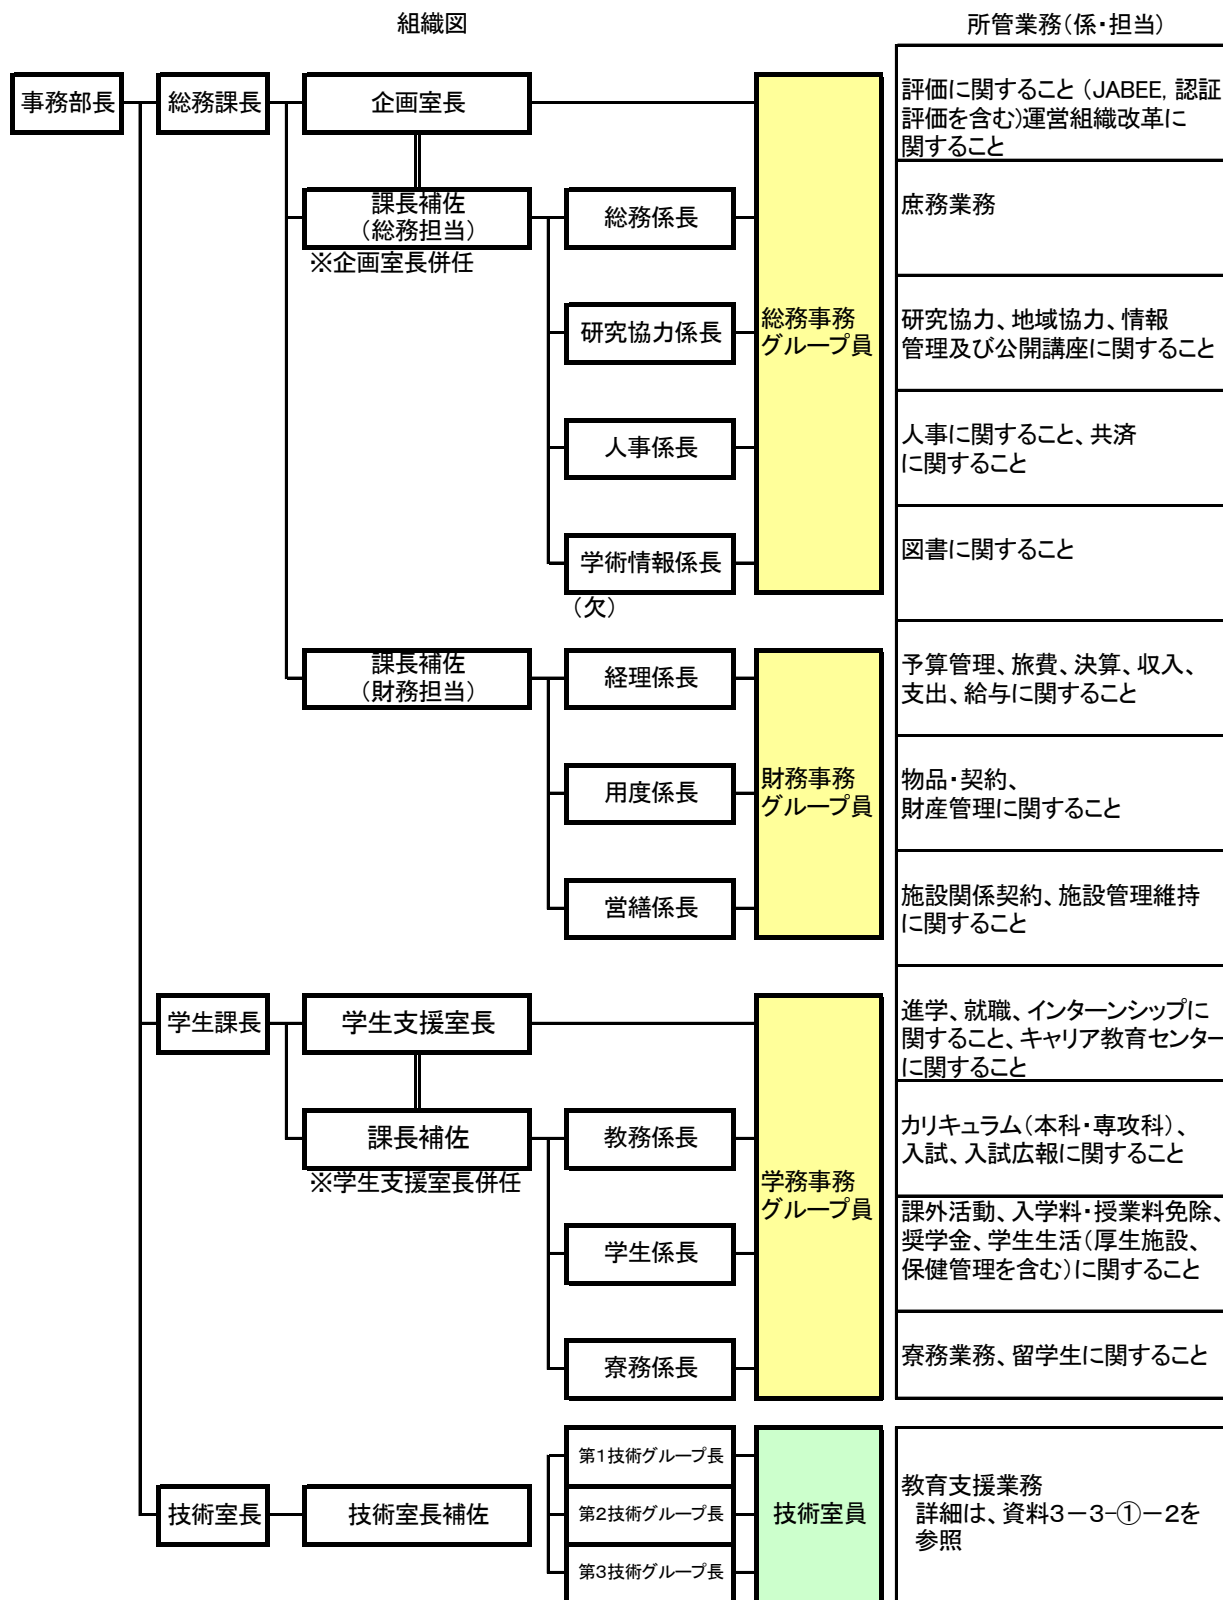 組織図
所管業務(係・担当)
事務部長
総務課長
企画室長
評価に関すること (JABEE, 認証
評価を含む)運営組織改革に
関すること
課長補佐
(総務担当)
※企画室長併任
総務係長
庶務業務
研究協力係長
総務事務
グループ員
研究協力、地域協力、情報
管理及び公開講座に関すること
人事係長
人事に関すること、共済
に関すること
学術情報係長
(欠)
図書に関すること
課長補佐
(財務担当)
経理係長
予算管理、旅費、決算、収入、
支出、給与に関すること
用度係長
財務事務
グループ員
物品・契約、
財産管理に関すること
営繕係長
施設関係契約、施設管理維持
に関すること
学生課長
学生支援室長
進学、就職、インターンシップに
関すること、キャリア教育センター
に関すること
課長補佐
※学生支援室長併任
教務係長
カリキュラム(本科・専攻科)、
入試、入試広報に関すること
学務事務
グループ員
学生係長
課外活動、入学料・授業料免除、
奨学金、学生生活(厚生施設、
保健管理を含む)に関すること
寮務係長
寮務業務、留学生に関すること
技術室長
技術室長補佐
第1技術グループ長
第2技術グループ長
第3技術グループ長
技術室員
教育支援業務
詳細は、資料3-3-①-2を
参照